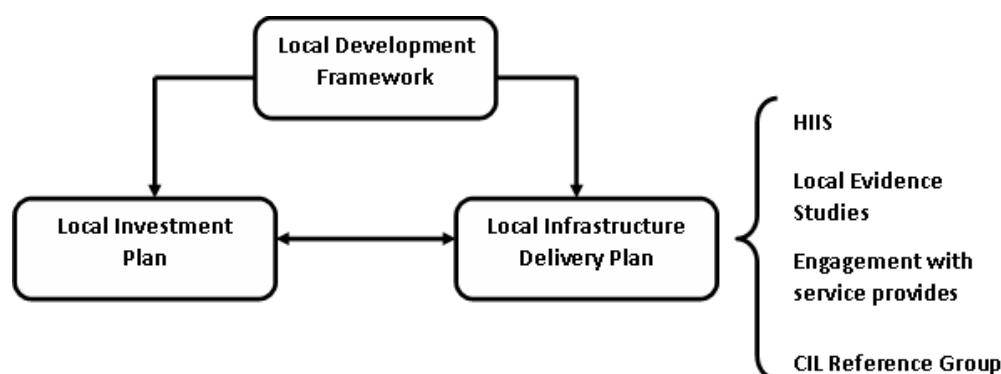 Local Development
Framework
Local Investment
Plan
Local Infrastructure
Delivery Plan
HIIS
Local Evidence
Studies
Engagement with
service provides
CIL Reference Group